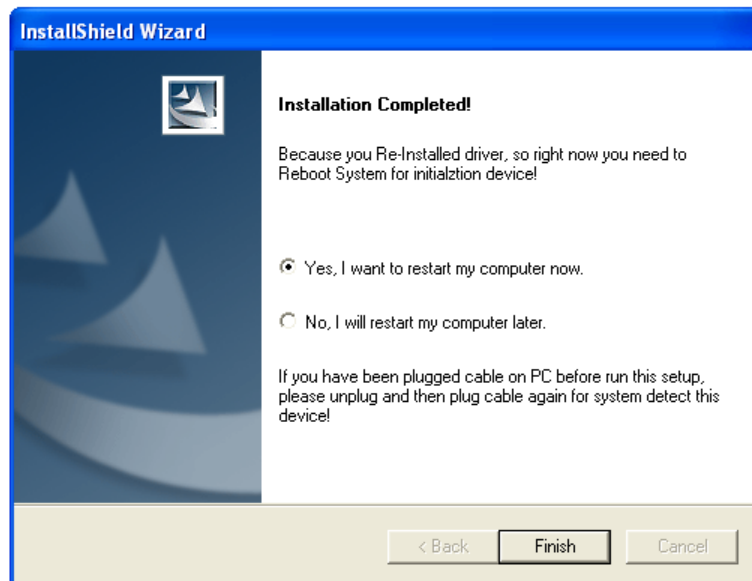 InstallShield Wizard
Installation Completed!
Because you Re-Installed driver, so right now you need to
Reboot System for initialztion device!
Yes, I want to restart my computer now.
No, I will restart my computer later.
If you have been plugged cable on PC before run this setup,
please unplug and then plug cable again for system detect this
device!
< Back
Finish
Cancel